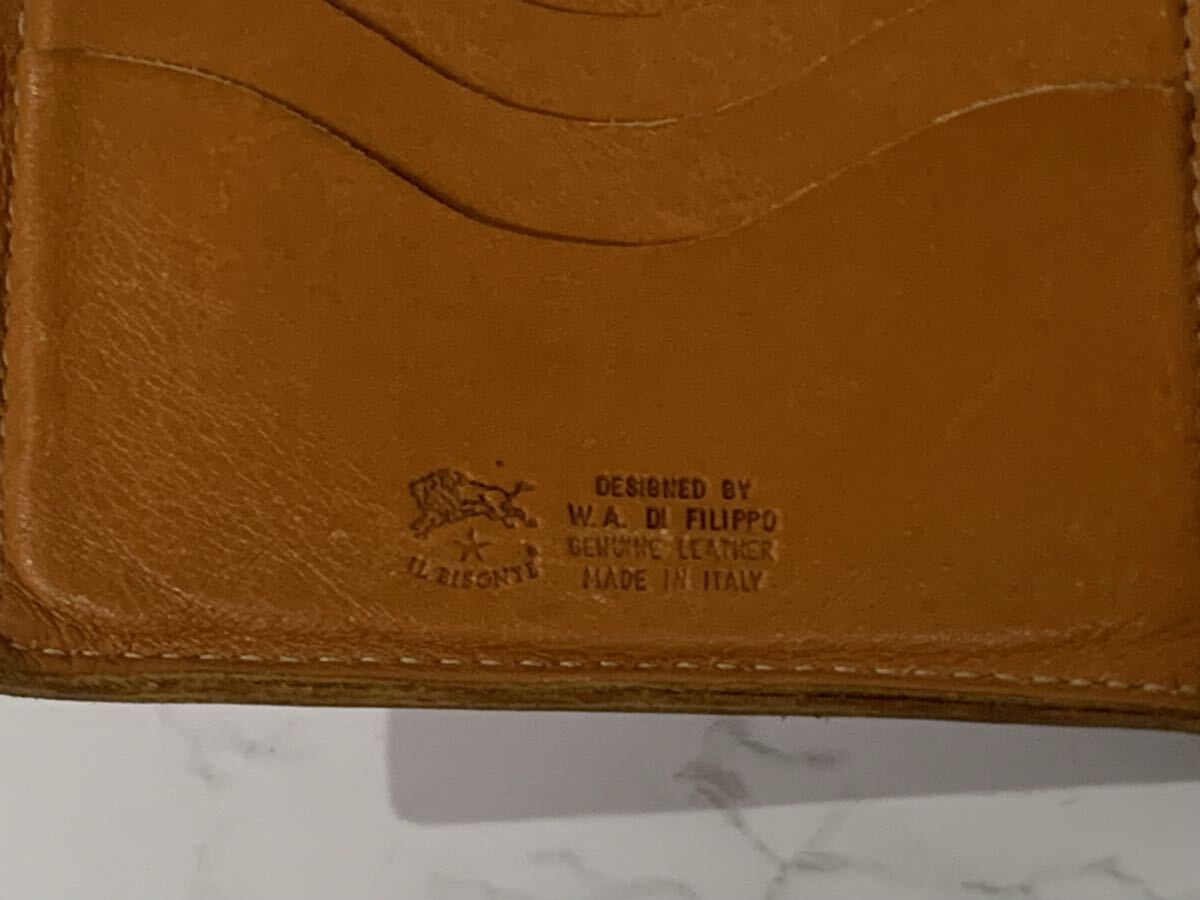 IL BISONTE®
DESIGNED BY
W. A. DI FILIPPO
GENUINE LEATHER
MADE IN ITALY